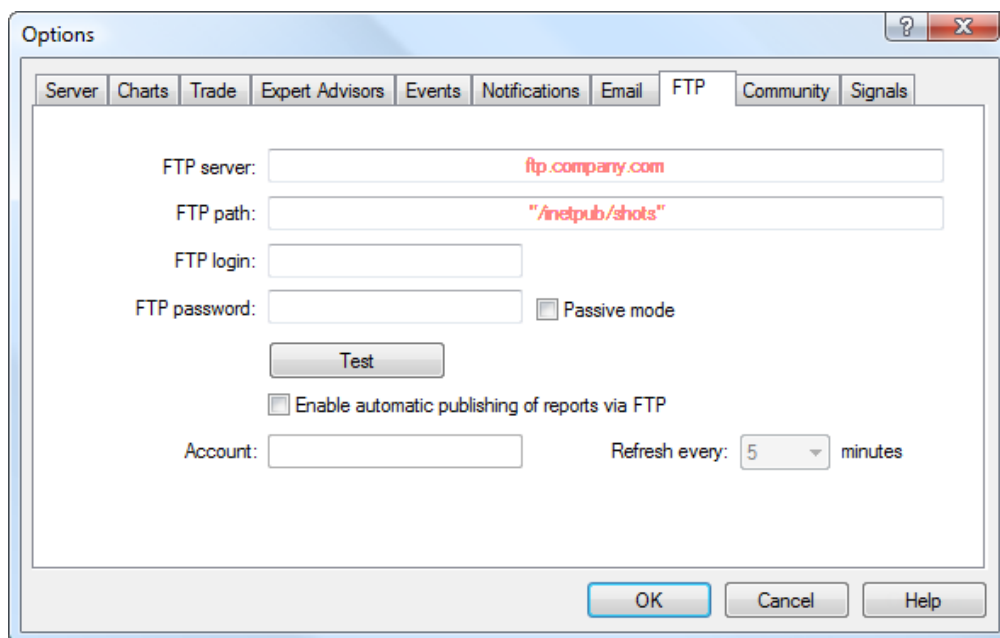 Options
Server Charts Trade Expert Advisors Events Notifications Email FTP Community Signals
FTP server: ftp.company.com
FTP path: "/inetpub/shots"
FTP login:
FTP password: Passive mode
Test
Enable automatic publishing of reports via FTP
Account: Refresh every: 5 minutes
OK Cancel Help